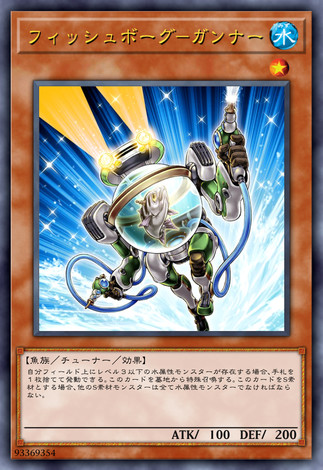 フィッシュボーグ-ガンナー
水
【魚族／チューナー／効果】
自分フィールド上にレベル３以下の水属性モンスターが存在する場合、手札を
１枚捨てて発動できる。このカードを墓地から特殊召喚する。このカードをS素
材とする場合、他のS素材モンスターは全て水属性モンスターでなければなら
ない。
ATK/ 100 DEF/ 200
93369354